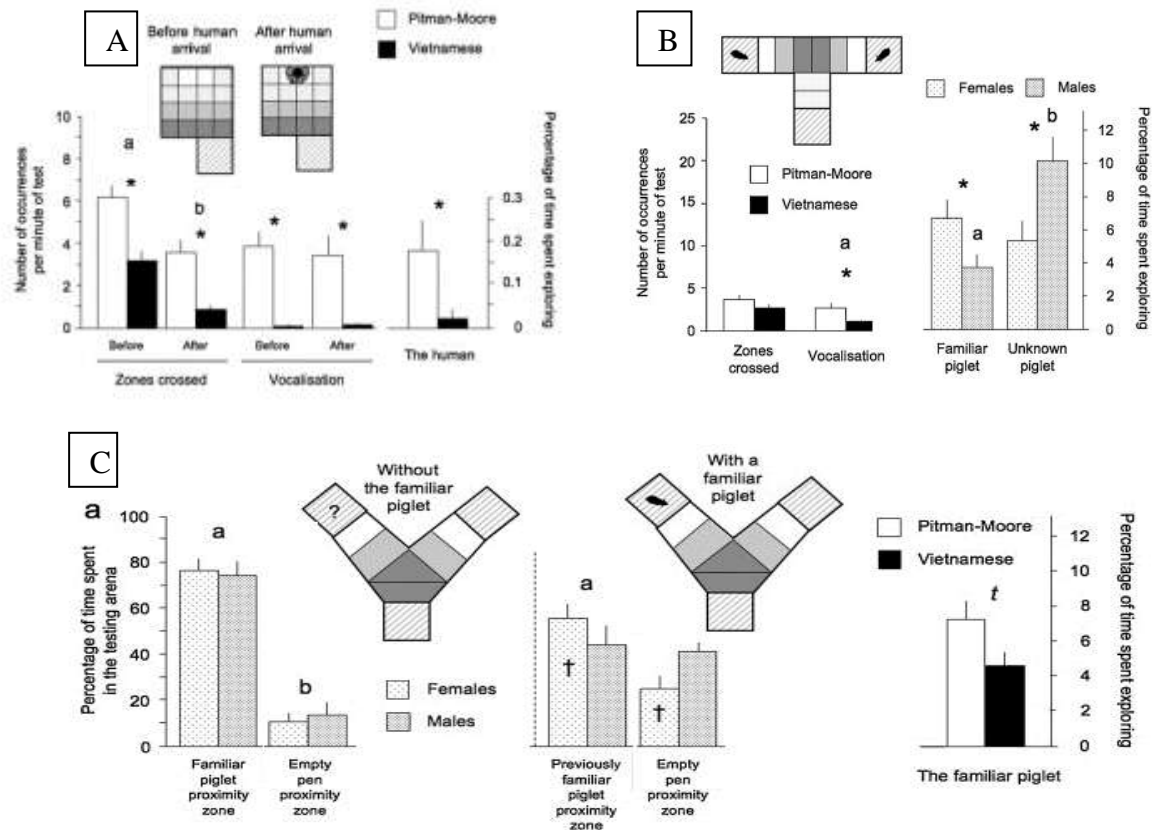 A
Before human
arrival
After human
arrival
Pitman-Moore
Vietnamese
Number of occurrences
per minute of test
10
8
6
4
2
0
a
*
b
*
*
*
*
0.3
0.2
0.1
0
Percentage of time
spent exploring
Before
After
Before
After
The human
Zones crossed
Vocalisation
B
Females
Males
Number of occurrences
per minute of test
25
20
15
10
5
0
Pitman-Moore
Vietnamese
a
*
*
a
*
b
12
10
8
6
4
2
0
Percentage of time spent exploring
Zones
crossed
Vocalisation
Familiar
piglet
Unknown
piglet
C
a
Percentage of time spent
in the testing arena
100
80
60
40
20
0
a
b
Without
the familiar
piglet
?
Females
Males
Familiar
piglet
proximity
zone
Empty
pen
proximity
zone
With a
familiar
piglet
a
†
†
Previously
familiar
piglet
proximity
zone
Empty
pen
proximity
zone
Pitman-Moore
Vietnamese
t
12
10
8
6
4
2
0
Percentage of time spent exploring
The familiar piglet